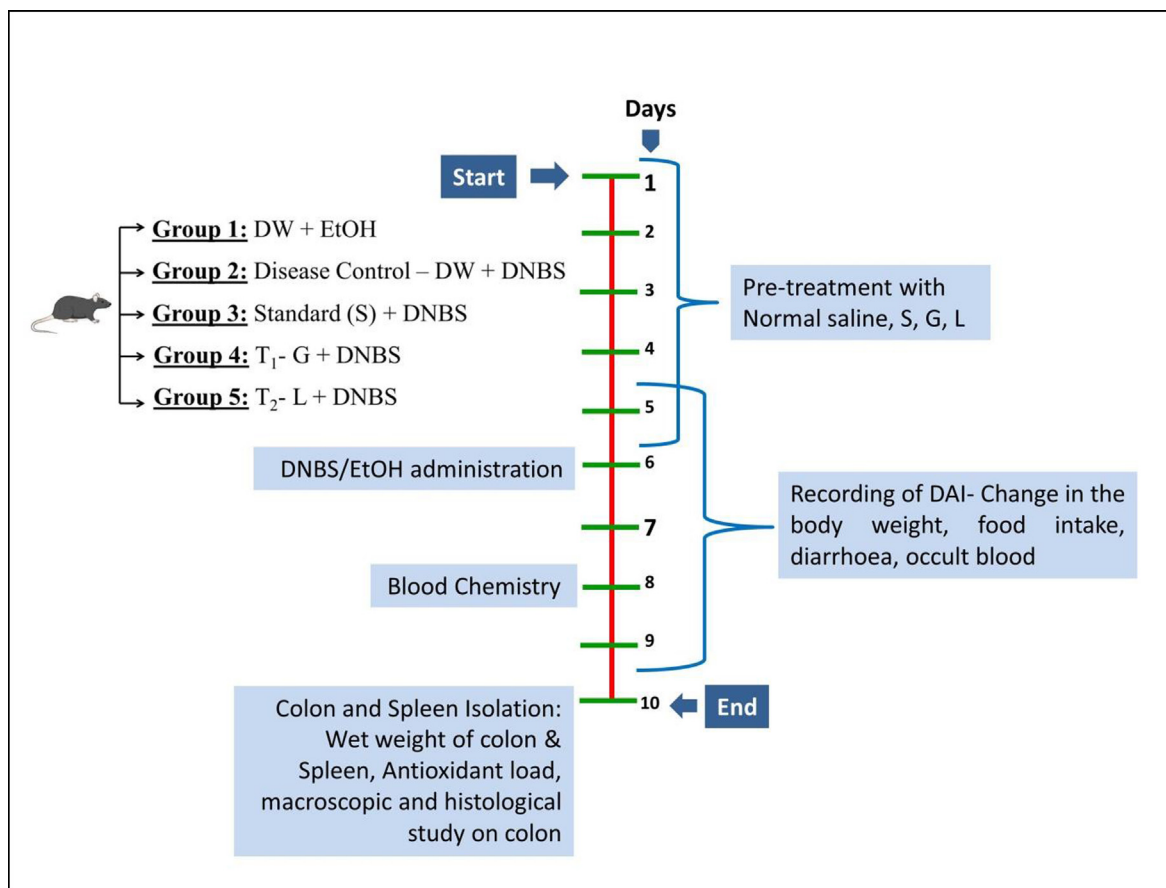 Days
Start
1
2
3
4
5
6
7
8
9
10
End
Group 1: DW + EtOH
Group 2: Disease Control – DW + DNBS
Group 3: Standard (S) + DNBS
Group 4: T₁- G + DNBS
Group 5: T₂- L + DNBS
Pre-treatment with
Normal saline, S, G, L
DNBS/EtOH administration
Recording of DAI- Change in the
body weight, food intake,
diarrhoea, occult blood
Blood Chemistry
Colon and Spleen Isolation:
Wet weight of colon &
Spleen, Antioxidant load,
macroscopic and histological
study on colon